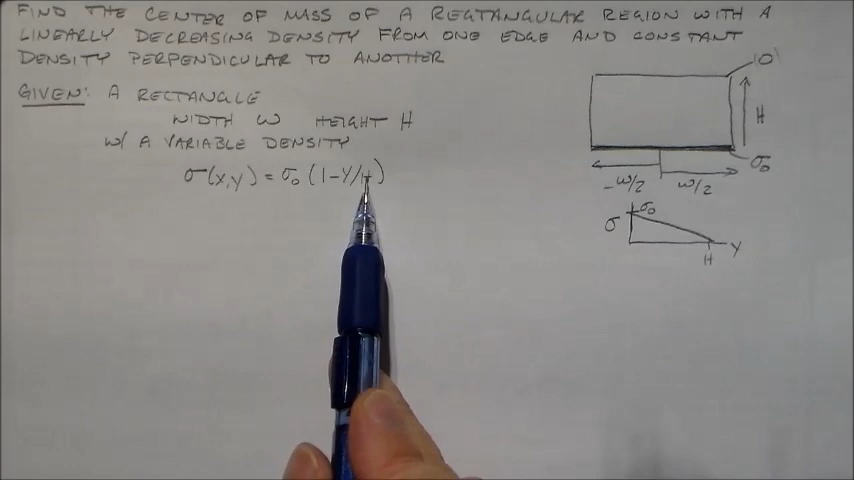 FIND THE CENTER OF MASS OF A RECTANGULAR REGION WITH A
LINEARLY DECREASING DENSITY FROM ONE EDGE AND CONSTANT
DENSITY PERPENDICULAR TO ANOTHER
GIVEN: A RECTANGLE
WIDTH W HEIGHT H
W/ A VARIABLE DENSITY
σ(x,y) = σ₀ (1-Y/H)
H
σ₀
-W/2 W/2
σ σ₀
H Y